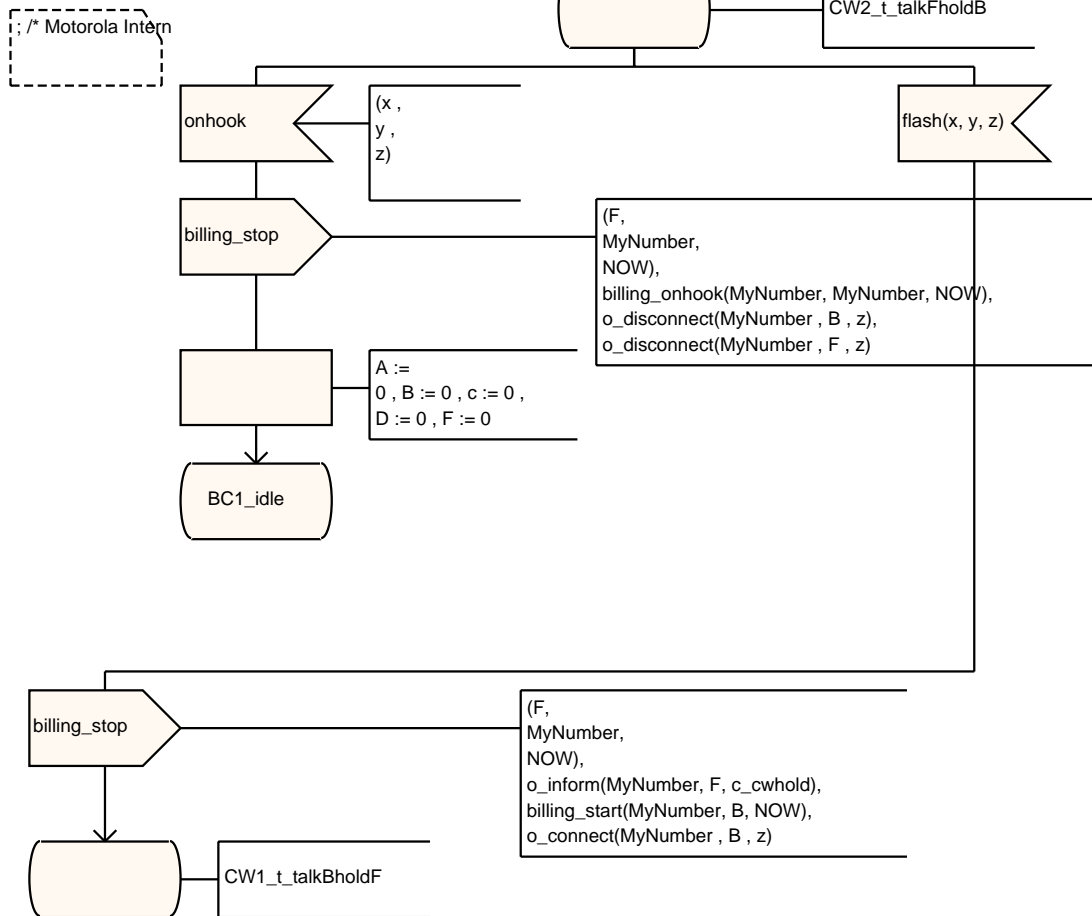 ; /* Motorola Intern
CW2_t_talkFholdB
onhook
(x ,
y ,
z)
flash(x, y, z)
billing_stop
(F,
MyNumber,
NOW),
billing_onhook(MyNumber, MyNumber, NOW),
o_disconnect(MyNumber , B , z),
o_disconnect(MyNumber , F , z)
A :=
0 , B := 0 , c := 0 ,
D := 0 , F := 0
BC1_idle
billing_stop
(F,
MyNumber,
NOW),
o_inform(MyNumber, F, c_cwhold),
billing_start(MyNumber, B, NOW),
o_connect(MyNumber , B , z)
CW1_t_talkBholdF